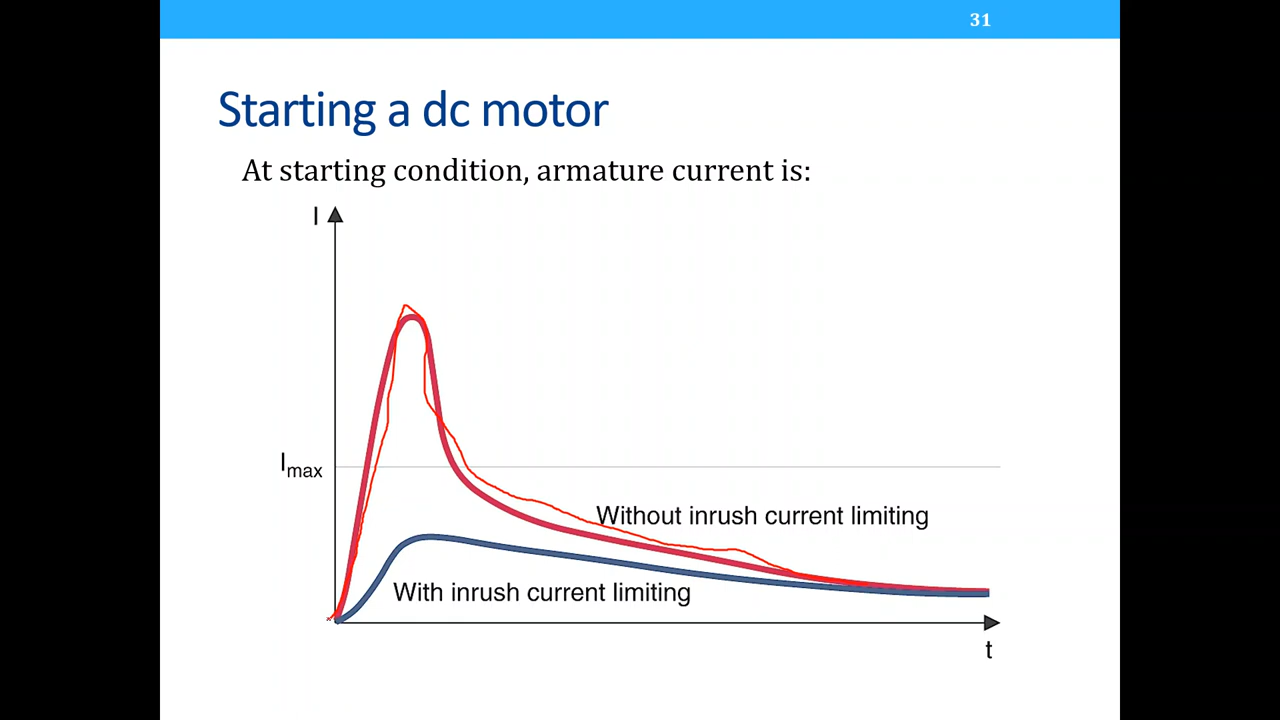 31
Starting a dc motor
At starting condition, armature current is:
I
Imax
Without inrush current limiting
With inrush current limiting
t